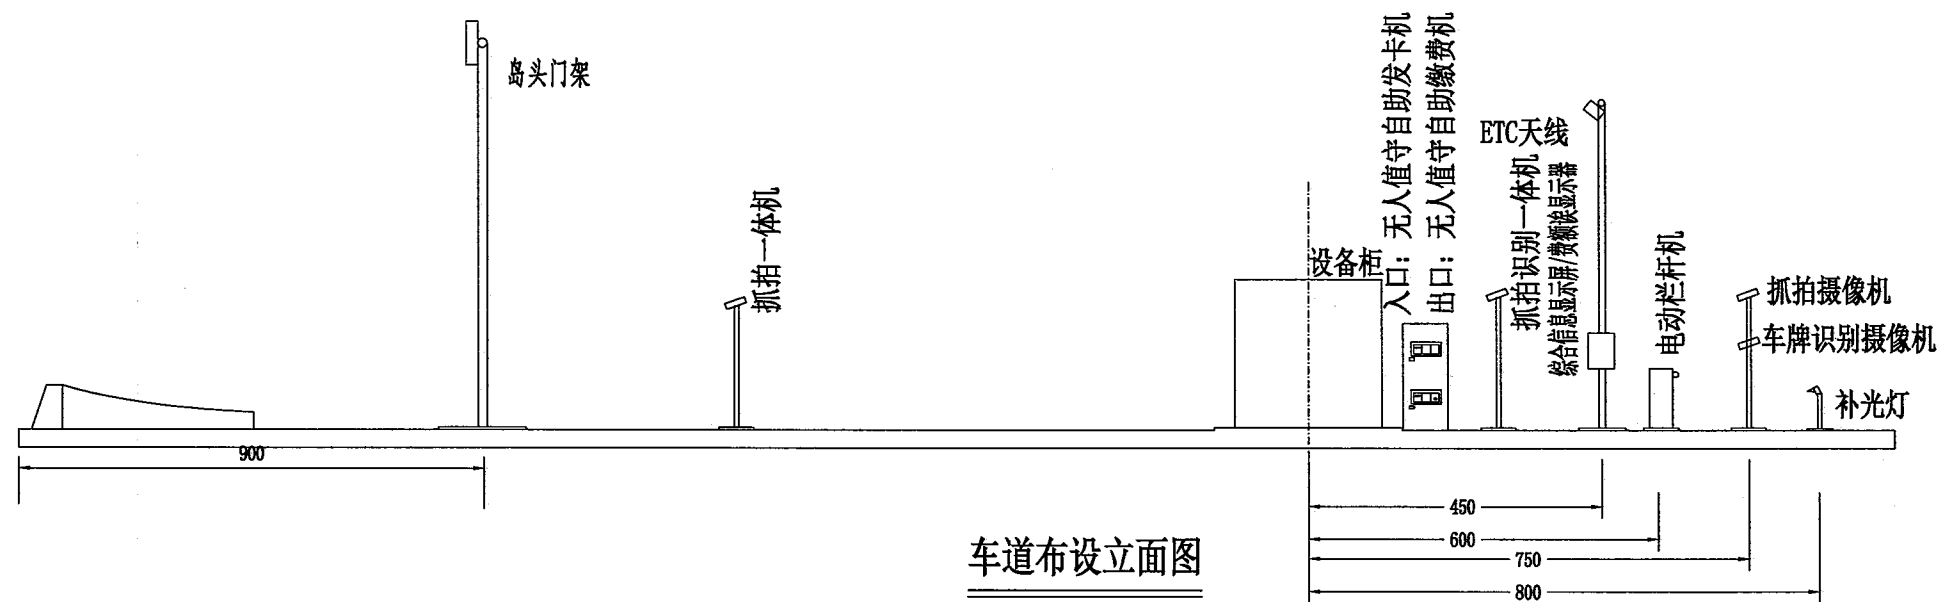 岛头门架
抓拍一体机
设备柜
入口：无人值守自助发卡机
出口：无人值守自助缴费机
ETC天线
抓拍识别一体机
综合信息显示屏/费额误显示器
电动栏杆机
抓拍摄像机
车牌识别摄像机
补光灯
900
450
600
750
800
车道布设立面图